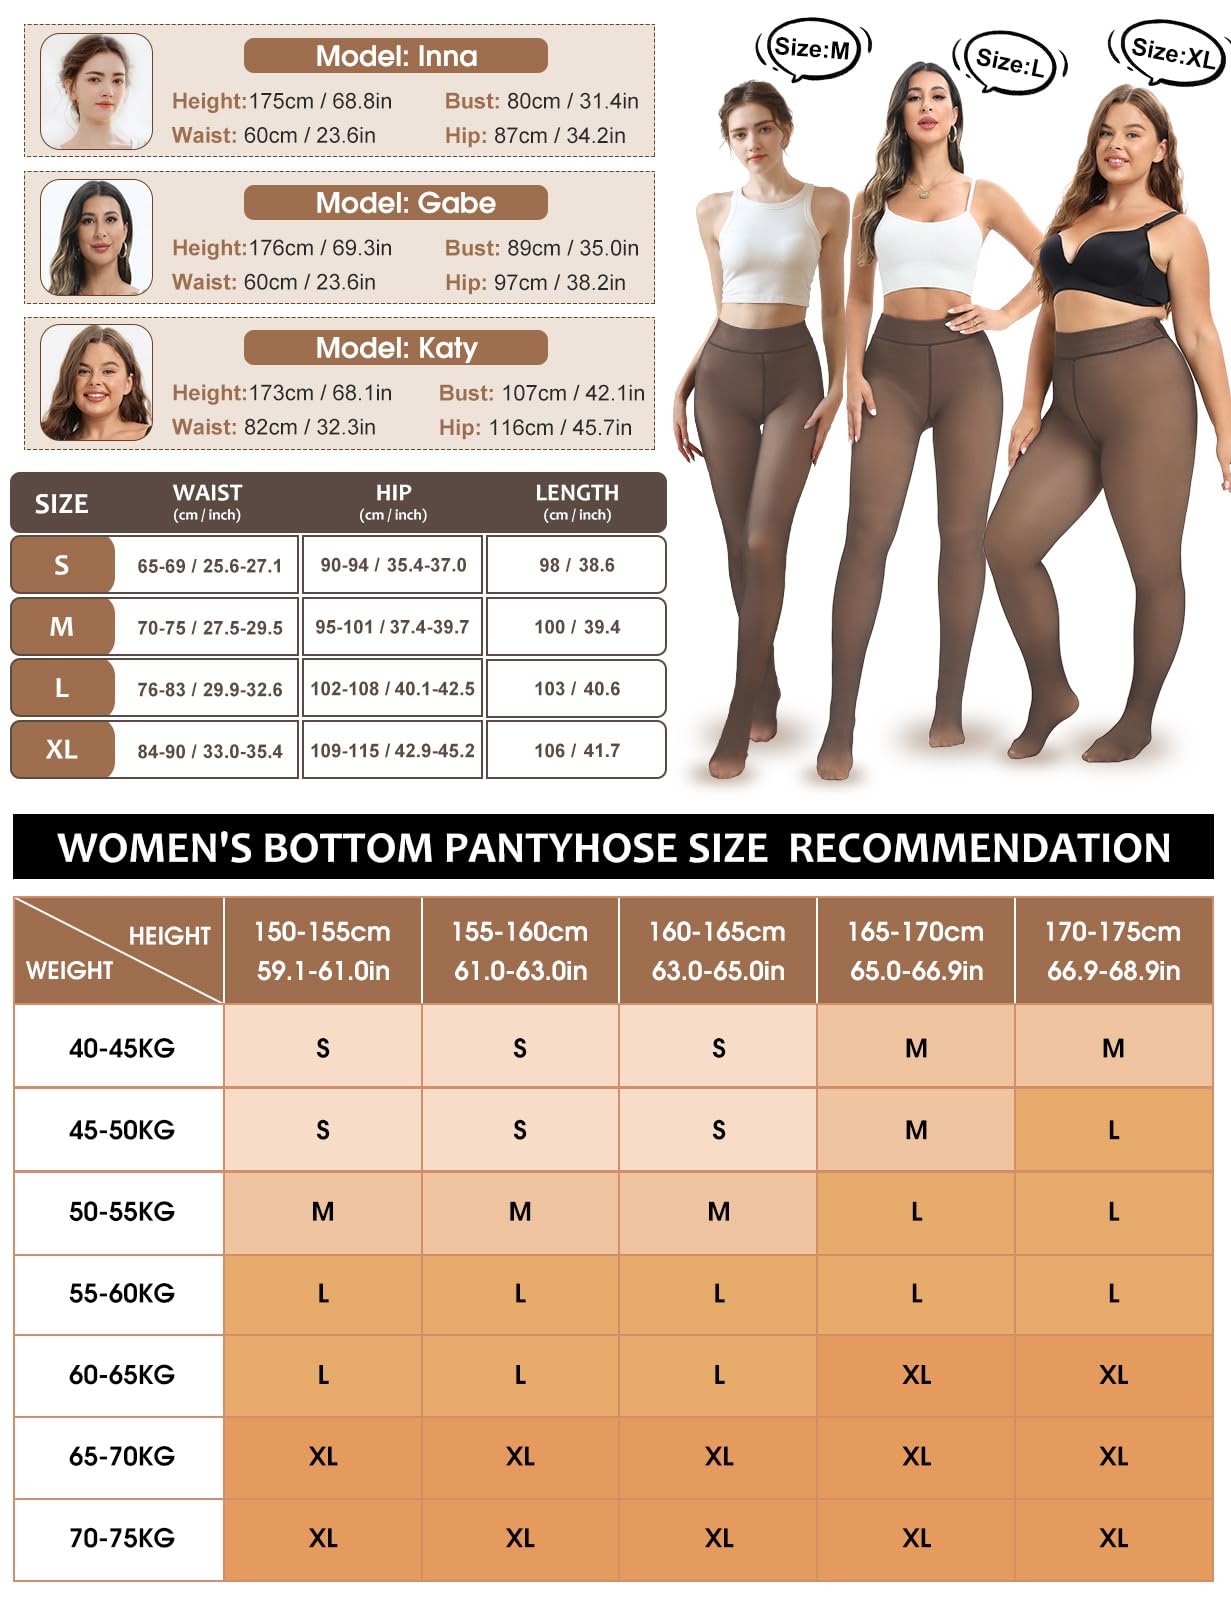 Model: Inna
Height:175cm / 68.8in Bust: 80cm / 31.4in
Waist: 60cm / 23.6in Hip: 87cm / 34.2in
Model: Gabe
Height:176cm / 69.3in Bust: 89cm / 35.0in
Waist: 60cm / 23.6in Hip: 97cm / 38.2in
Model: Katy
Height:173cm / 68.1in Bust: 107cm / 42.1in
Waist: 82cm / 32.3in Hip: 116cm / 45.7in
Size:M
Size:L
Size:XL
SIZE WAIST HIP LENGTH
(cm / inch) (cm / inch) (cm / inch)
S 65-69 / 25.6-27.1 90-94 / 35.4-37.0 98 / 38.6
M 70-75 / 27.5-29.5 95-101 / 37.4-39.7 100 / 39.4
L 76-83 / 29.9-32.6 102-108 / 40.1-42.5 103 / 40.6
XL 84-90 / 33.0-35.4 109-115 / 42.9-45.2 106 / 41.7
WOMEN'S BOTTOM PANTYHOSE SIZE RECOMMENDATION
HEIGHT 150-155cm 155-160cm 160-165cm 165-170cm 170-175cm
WEIGHT 59.1-61.0in 61.0-63.0in 63.0-65.0in 65.0-66.9in 66.9-68.9in
40-45KG S S S M M
45-50KG S S S M L
50-55KG M M M L L
55-60KG L L L L L
60-65KG L L L XL XL
65-70KG XL XL XL XL XL
70-75KG XL XL XL XL XL